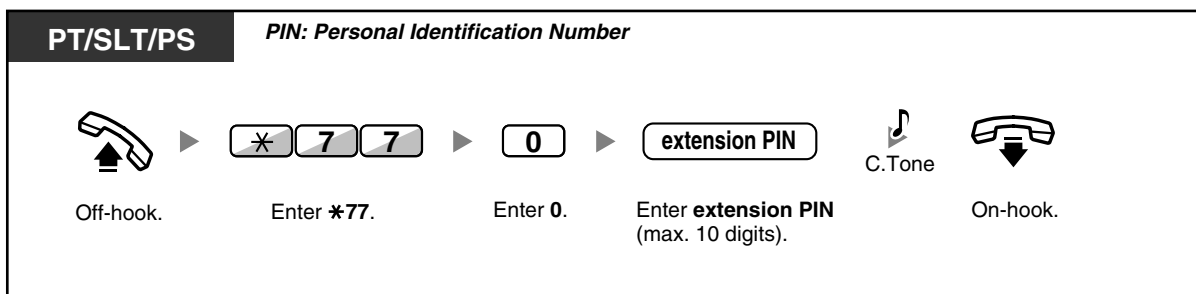 PT/SLT/PS
PIN: Personal Identification Number
✱ 7 7
0
extension PIN
C.Tone
Off-hook.
Enter ✱77.
Enter 0.
Enter extension PIN
(max. 10 digits).
On-hook.